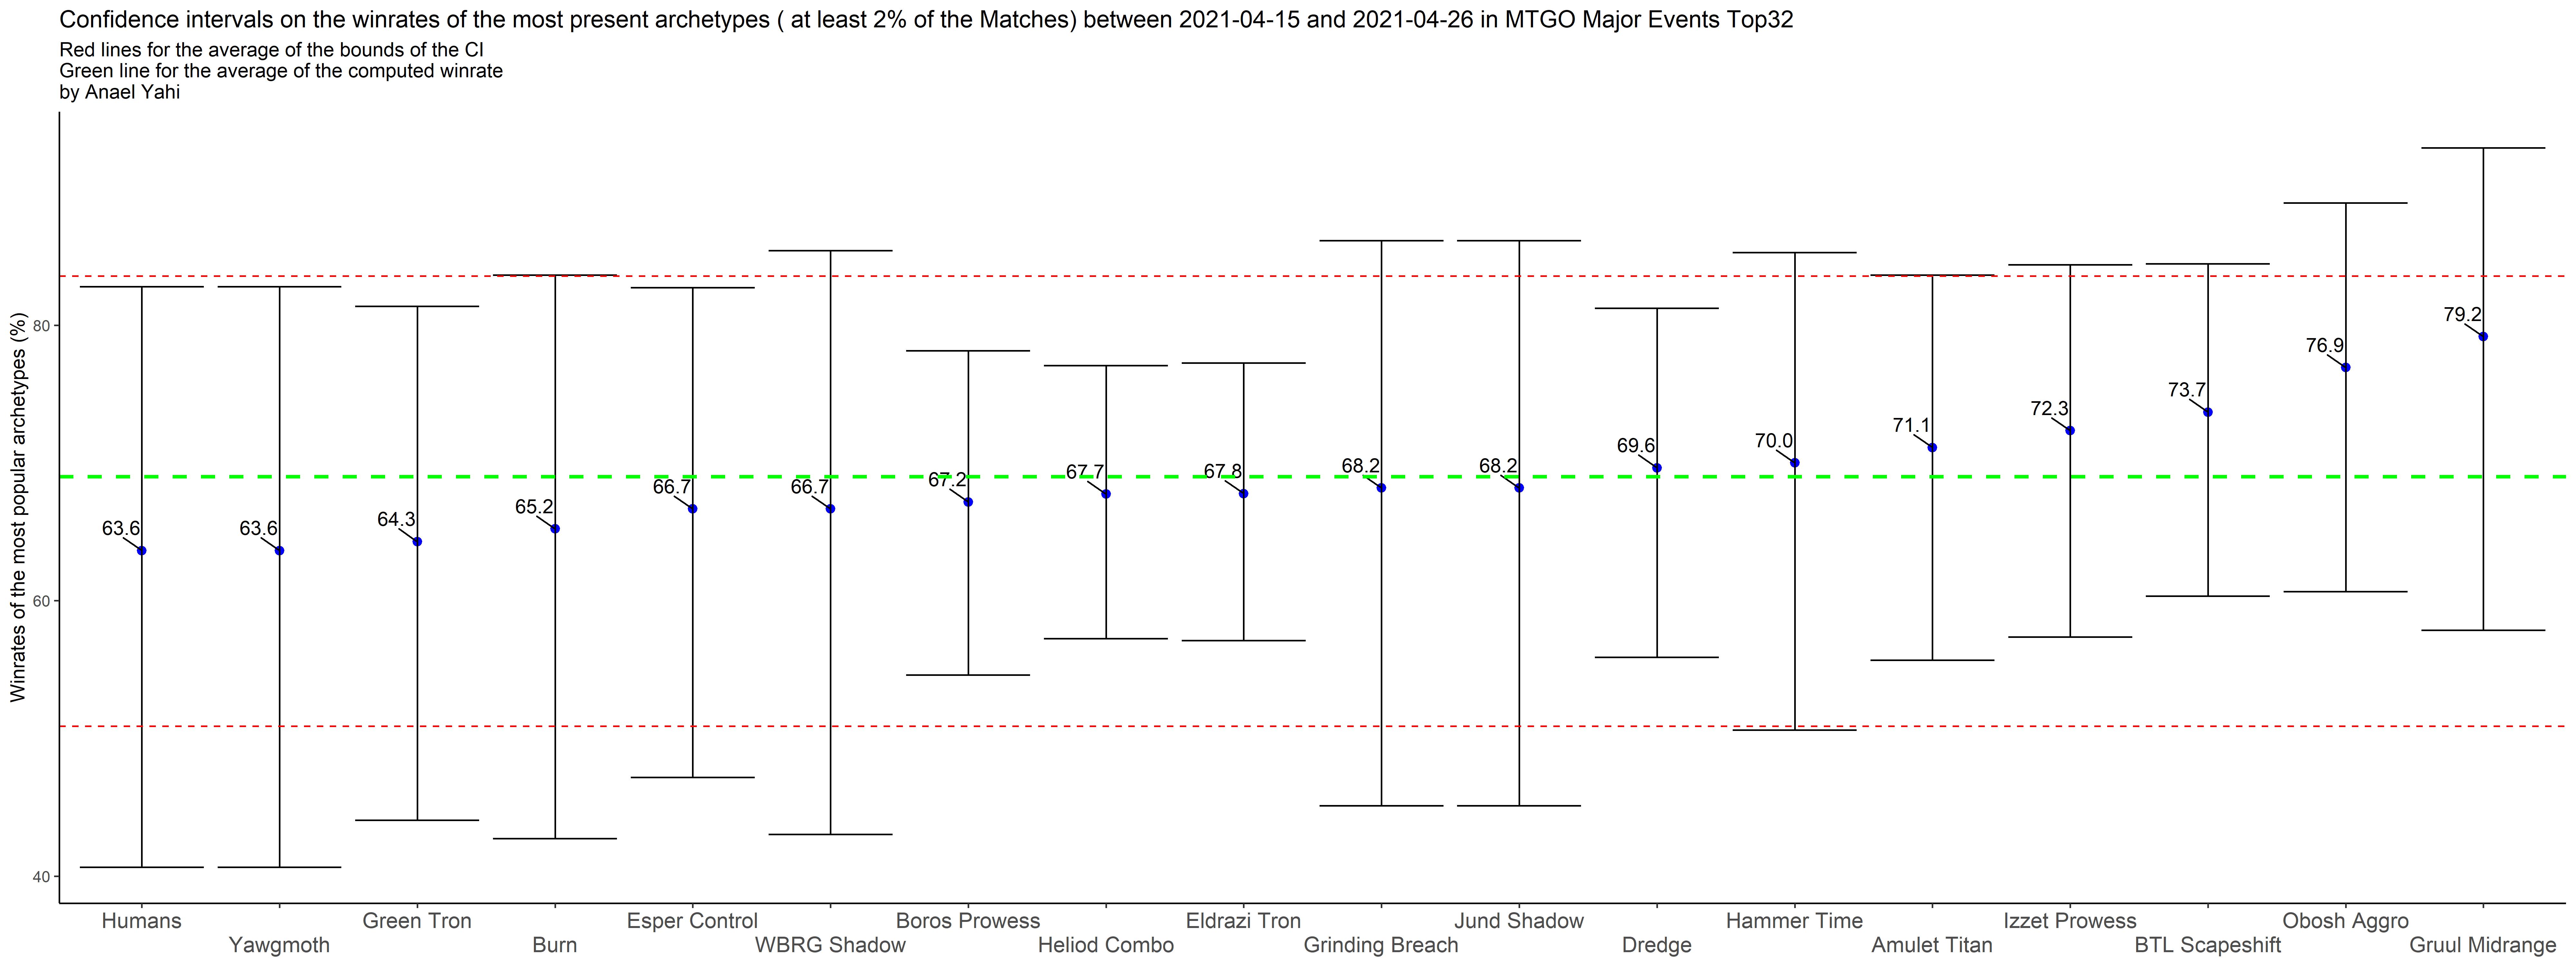 Confidence intervals on the winrates of the most present archetypes ( at least 2% of the Matches) between 2021-04-15 and 2021-04-26 in MTGO Major Events Top32
Red lines for the average of the bounds of the CI
Green line for the average of the computed winrate
by Anael Yahi
Winrates of the most popular archetypes (%)
80
60
40
63.6
63.6
64.3
65.2
66.7
66.7
67.2
67.7
67.8
68.2
68.2
69.6
70.0
71.1
72.3
73.7
76.9
79.2
Humans
Yawgmoth
Green Tron
Burn
Esper Control
WBRG Shadow
Boros Prowess
Heliod Combo
Eldrazi Tron
Grinding Breach
Jund Shadow
Dredge
Hammer Time
Amulet Titan
Izzet Prowess
BTL Scapeshift
Obosh Aggro
Gruul Midrange